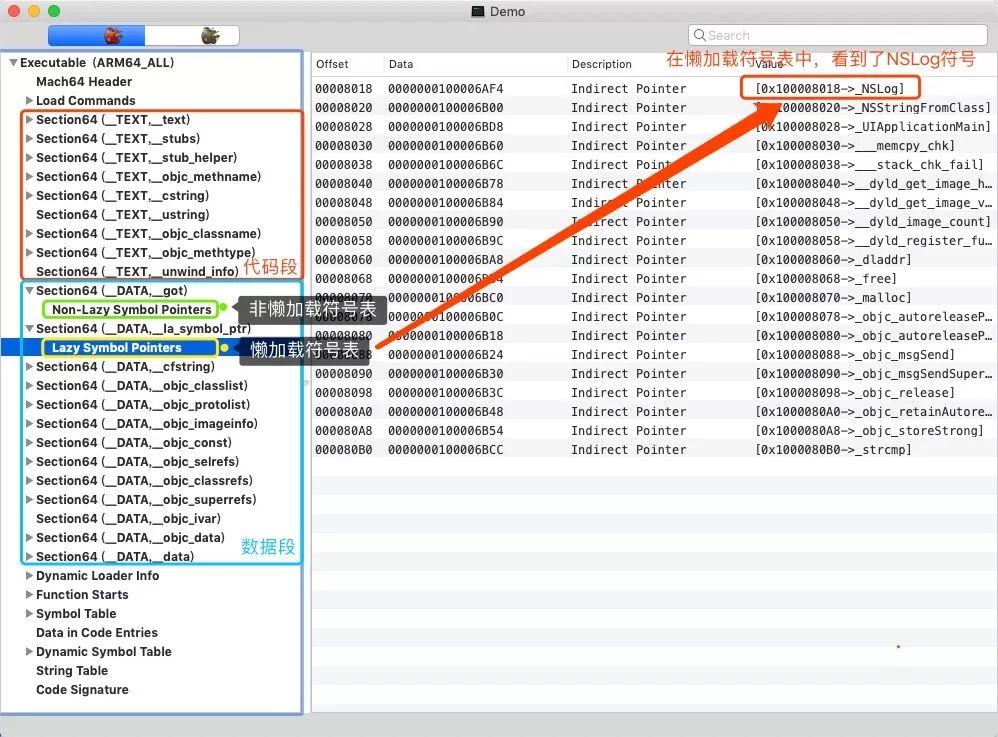 Demo
Search
Executable (ARM64_ALL)
Mach64 Header
Load Commands
Section64 (__TEXT,__text)
Section64 (__TEXT,__stubs)
Section64 (__TEXT,__stub_helper)
Section64 (__TEXT,__objc_methname)
Section64 (__TEXT,__cstring)
Section64 (__TEXT,__ustring)
Section64 (__TEXT,__objc_classname)
Section64 (__TEXT,__objc_methtype)
Section64 (__TEXT,__unwind_info)
代码段
Section64 (__DATA,__got)
Non-Lazy Symbol Pointers
非懒加载符号表
Section64 (__DATA,__la_symbol_ptr)
Lazy Symbol Pointers
懒加载符号表
Section64 (__DATA,__cfstring)
Section64 (__DATA,__objc_classlist)
Section64 (__DATA,__objc_protolist)
Section64 (__DATA,__objc_imageinfo)
Section64 (__DATA,__objc_const)
Section64 (__DATA,__objc_selrefs)
Section64 (__DATA,__objc_classrefs)
Section64 (__DATA,__objc_superrefs)
Section64 (__DATA,__objc_ivar)
Section64 (__DATA,__objc_data)
数据段
Section64 (__DATA,__data)
Dynamic Loader Info
Function Starts
Symbol Table
Data in Code Entries
Dynamic Symbol Table
String Table
Code Signature
在懒加载符号表中，看到了NSLog符号
Offset Data Description Value
00008018 0000000100006AF4 Indirect Pointer [0x100008018->_NSLog]
00008020 0000000100006B00 Indirect Pointer [0x100008020->_NSStringFromClass]
00008028 0000000100006BD8 Indirect Pointer [0x100008028->_UIApplicationMain]
00008030 0000000100006B60 Indirect Pointer [0x100008030->___memcpy_chk]
00008038 0000000100006B6C Indirect Pointer [0x100008038->___stack_chk_fail]
00008040 0000000100006B78 Indirect Pointer [0x100008040->__dyld_get_image_h…
00008048 0000000100006B84 Indirect Pointer [0x100008048->__dyld_get_image_v…
00008050 0000000100006B90 Indirect Pointer [0x100008050->__dyld_image_count]
00008058 0000000100006B9C Indirect Pointer [0x100008058->__dyld_register_fu…
00008060 0000000100006BA8 Indirect Pointer [0x100008060->_dladdr]
00008068 Indirect Pointer [0x100008068->_free]
00008070 0000000100006BC0 Indirect Pointer [0x100008070->_malloc]
00008078 0000000100006B0C Indirect Pointer [0x100008078->_objc_autoreleaseP…
00008080 0000000100006B18 Indirect Pointer [0x100008080->_objc_autoreleaseP…
00008088 0000000100006B24 Indirect Pointer [0x100008088->_objc_msgSend]
00008090 0000000100006B30 Indirect Pointer [0x100008090->_objc_msgSendSuper…
00008098 0000000100006B3C Indirect Pointer [0x100008098->_objc_release]
000080A0 0000000100006B48 Indirect Pointer [0x1000080A0->_objc_retainAutore…
000080A8 0000000100006B54 Indirect Pointer [0x1000080A8->_objc_storeStrong]
000080B0 0000000100006BCC Indirect Pointer [0x1000080B0->_strcmp]